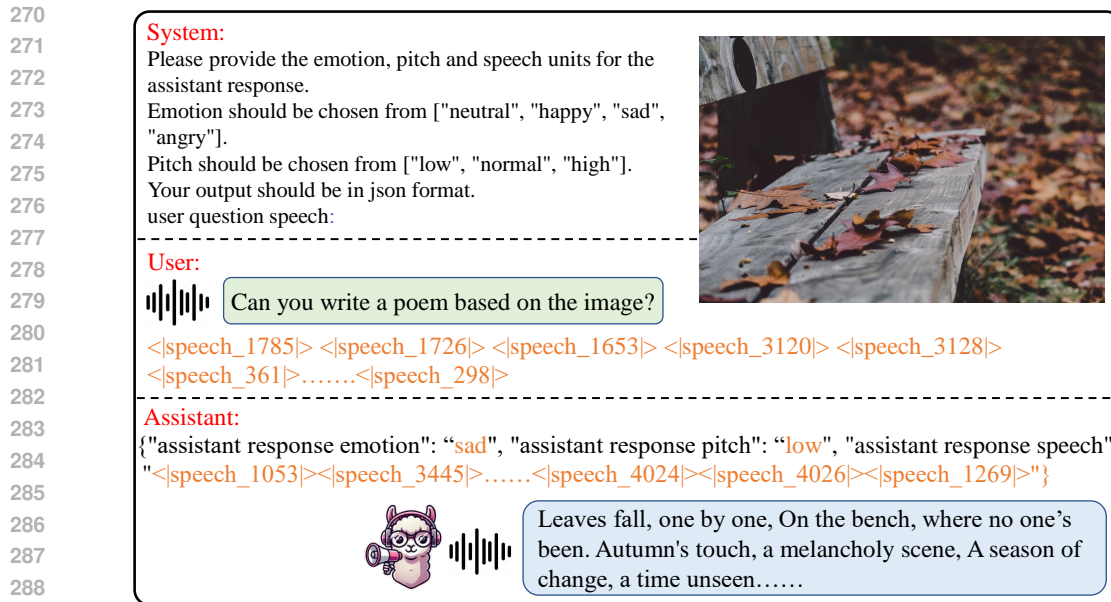 270
271
272
273
274
275
276
277
278
279
280
281
282
283
284
285
286
287
288
System:
Please provide the emotion, pitch and speech units for the
assistant response.
Emotion should be chosen from ["neutral", "happy", "sad",
"angry"].
Pitch should be chosen from ["low", "normal", "high"].
Your output should be in json format.
user question speech:
User:
Can you write a poem based on the image?
<|speech_1785|> <|speech_1726|> <|speech_1653|> <|speech_3120|> <|speech_3128|>
<|speech_361|>…….<|speech_298|>
Assistant:
{"assistant response emotion": “sad", "assistant response pitch": “low", "assistant response speech"
"<|speech_1053|><|speech_3445|>……<|speech_4024|><|speech_4026|><|speech_1269|>"}
Leaves fall, one by one, On the bench, where no one’s
been. Autumn's touch, a melancholy scene, A season of
change, a time unseen……